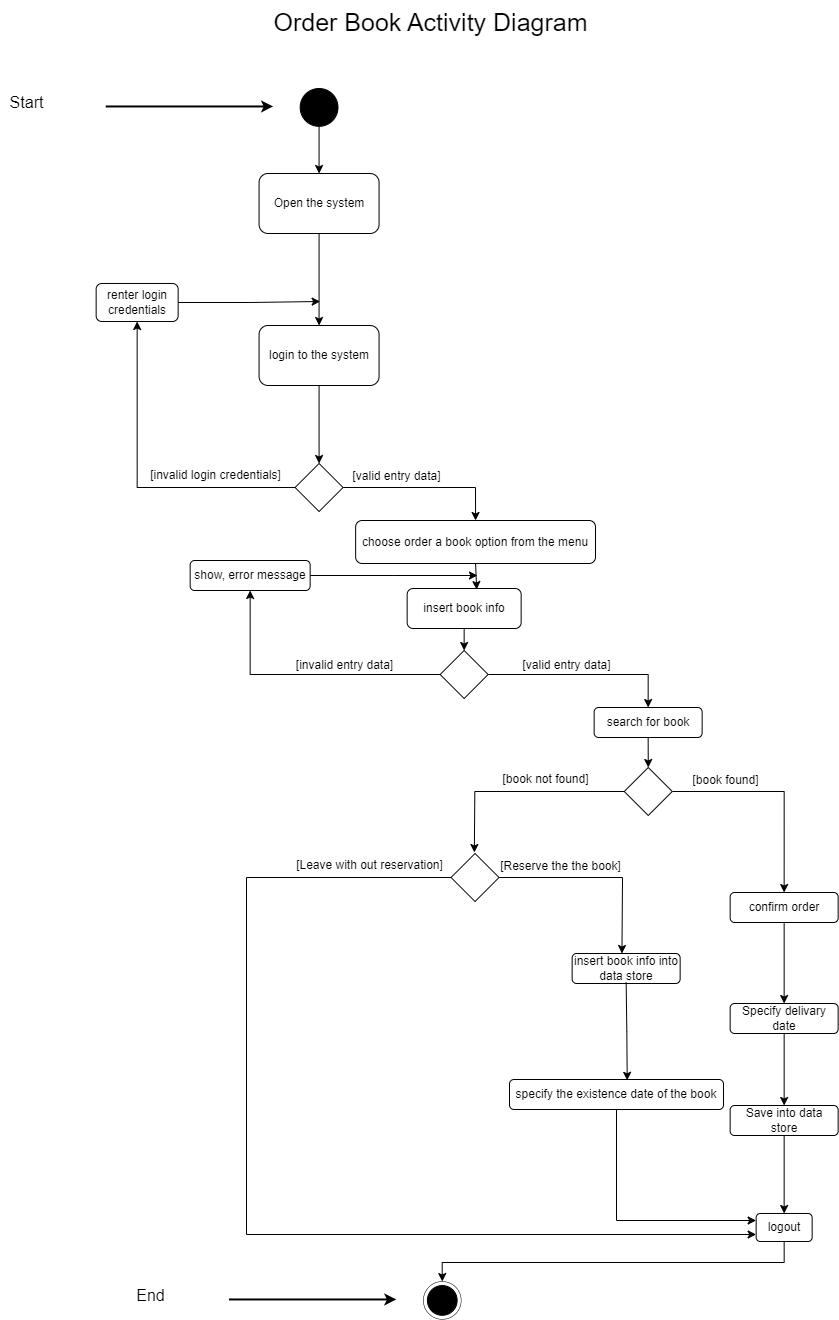 Order Book Activity Diagram
Start
Open the system
renter login
credentials
login to the system
[invalid login credentials]
[valid entry data]
choose order a book option from the menu
show, error message
insert book info
[invalid entry data]
[valid entry data]
search for book
[book not found]
[book found]
[Leave with out reservation]
[Reserve the the book]
confirm order
insert book info into
data store
Specify delivary
date
specify the existence date of the book
Save into data
store
logout
End